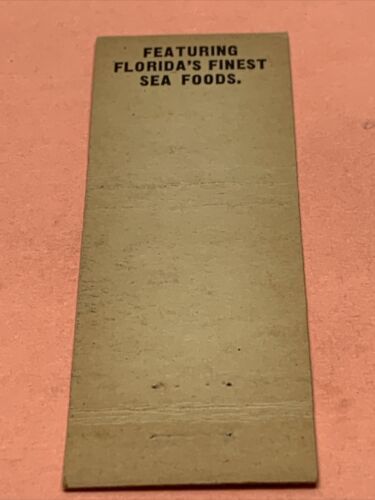 FEATURING
FLORIDA'S FINEST
SEA FOODS.